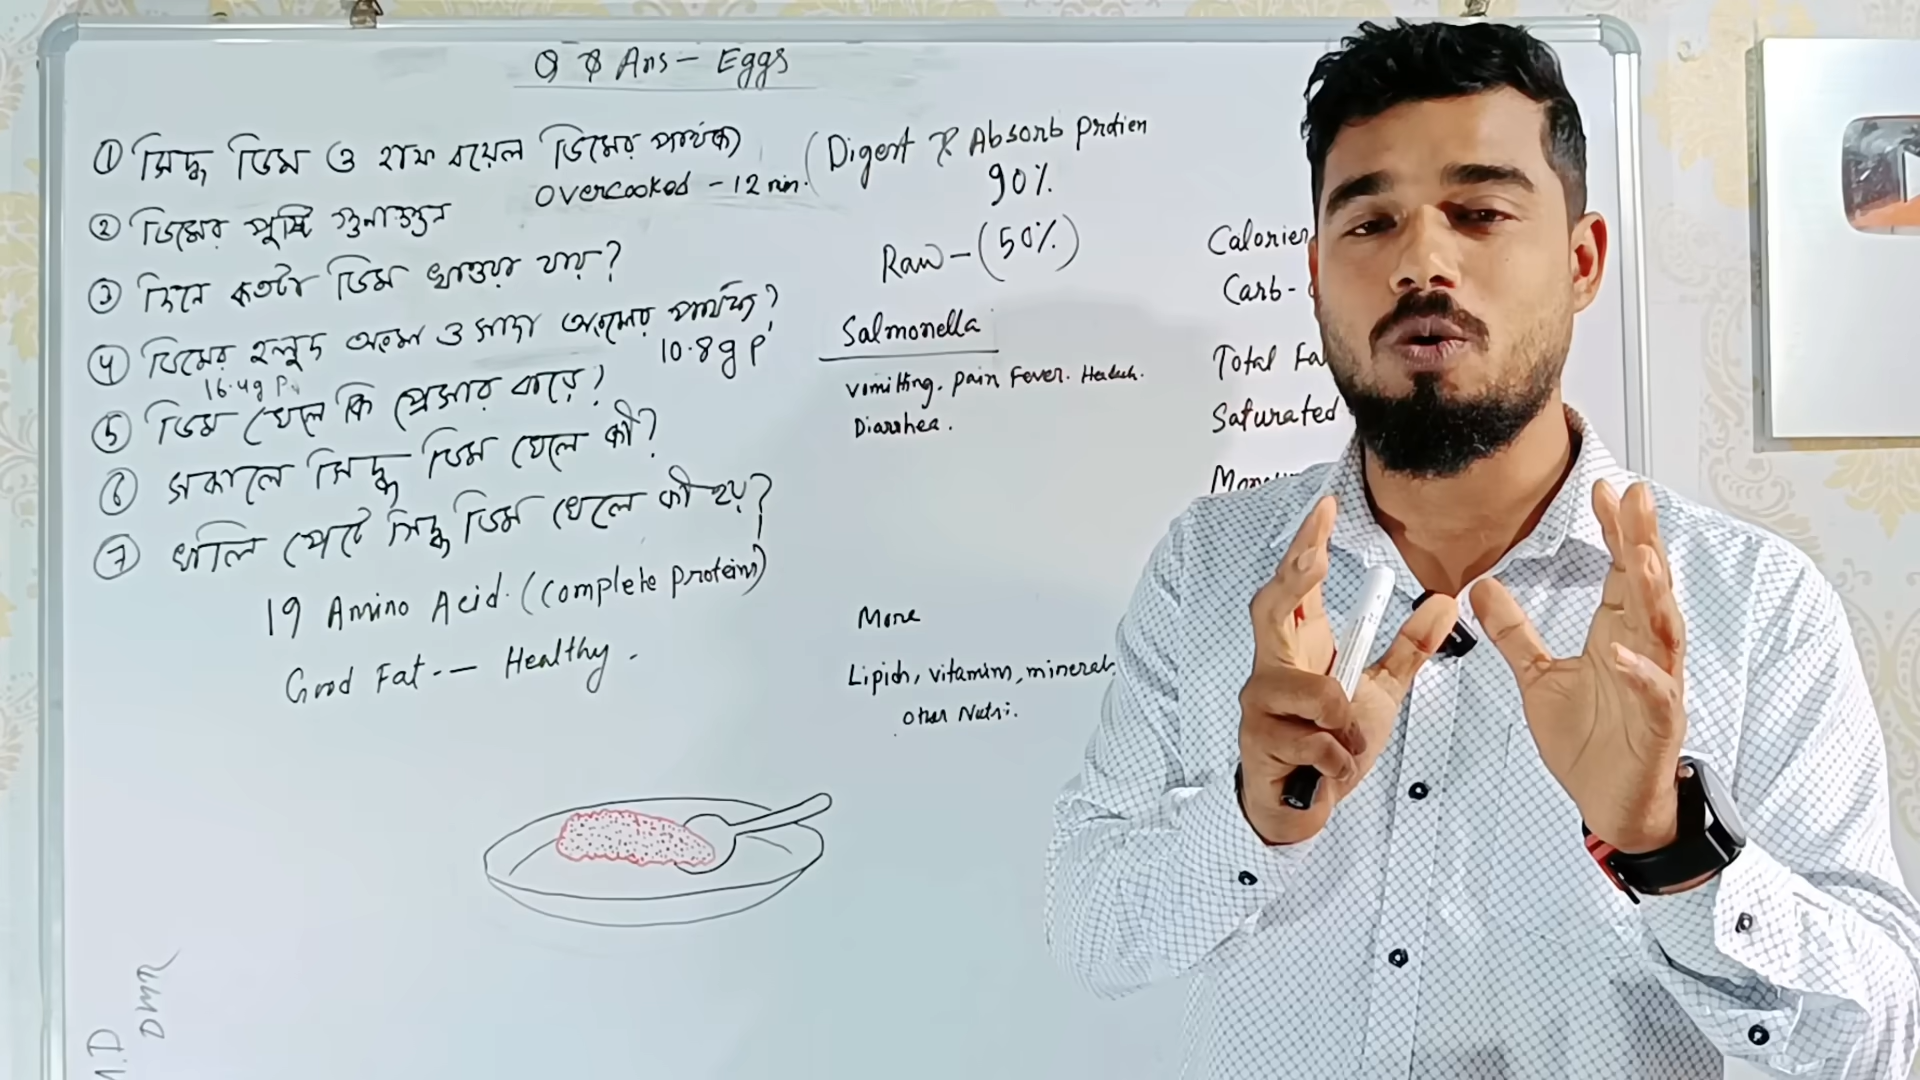 Q & Ans - Eggs
① সিদ্ধ ডিম ও হাফ বয়েল ডিমের পার্থক্য
(Digest & Absorb Protien
90%
overcooked - 12 min.
② ডিমের পুষ্টি গুনাগুন
Raw - (50%)
③ দিনে কতটা ডিম খাওয়া যায়?
④ ডিমের হলুদ অংশ ও সাদা অংশের পার্থক্য?
16.4g P.
10.8g P
Salmonella
vomitting. pain Fever.
Diarrhea.
⑤ ডিম খেলে কি প্রেসার বাড়ে?
⑥ সকালে সিদ্ধ ডিম খেলে কী?
⑦ খালি পেটে সিদ্ধ ডিম খেলে কী হয়?
19 Amino Acid. (Complete Protein)
Good Fat -- Healthy.
More
Lipids, vitamins, minerals,
other Nutri.
Calories
Carb-
Total Fa
Saturated